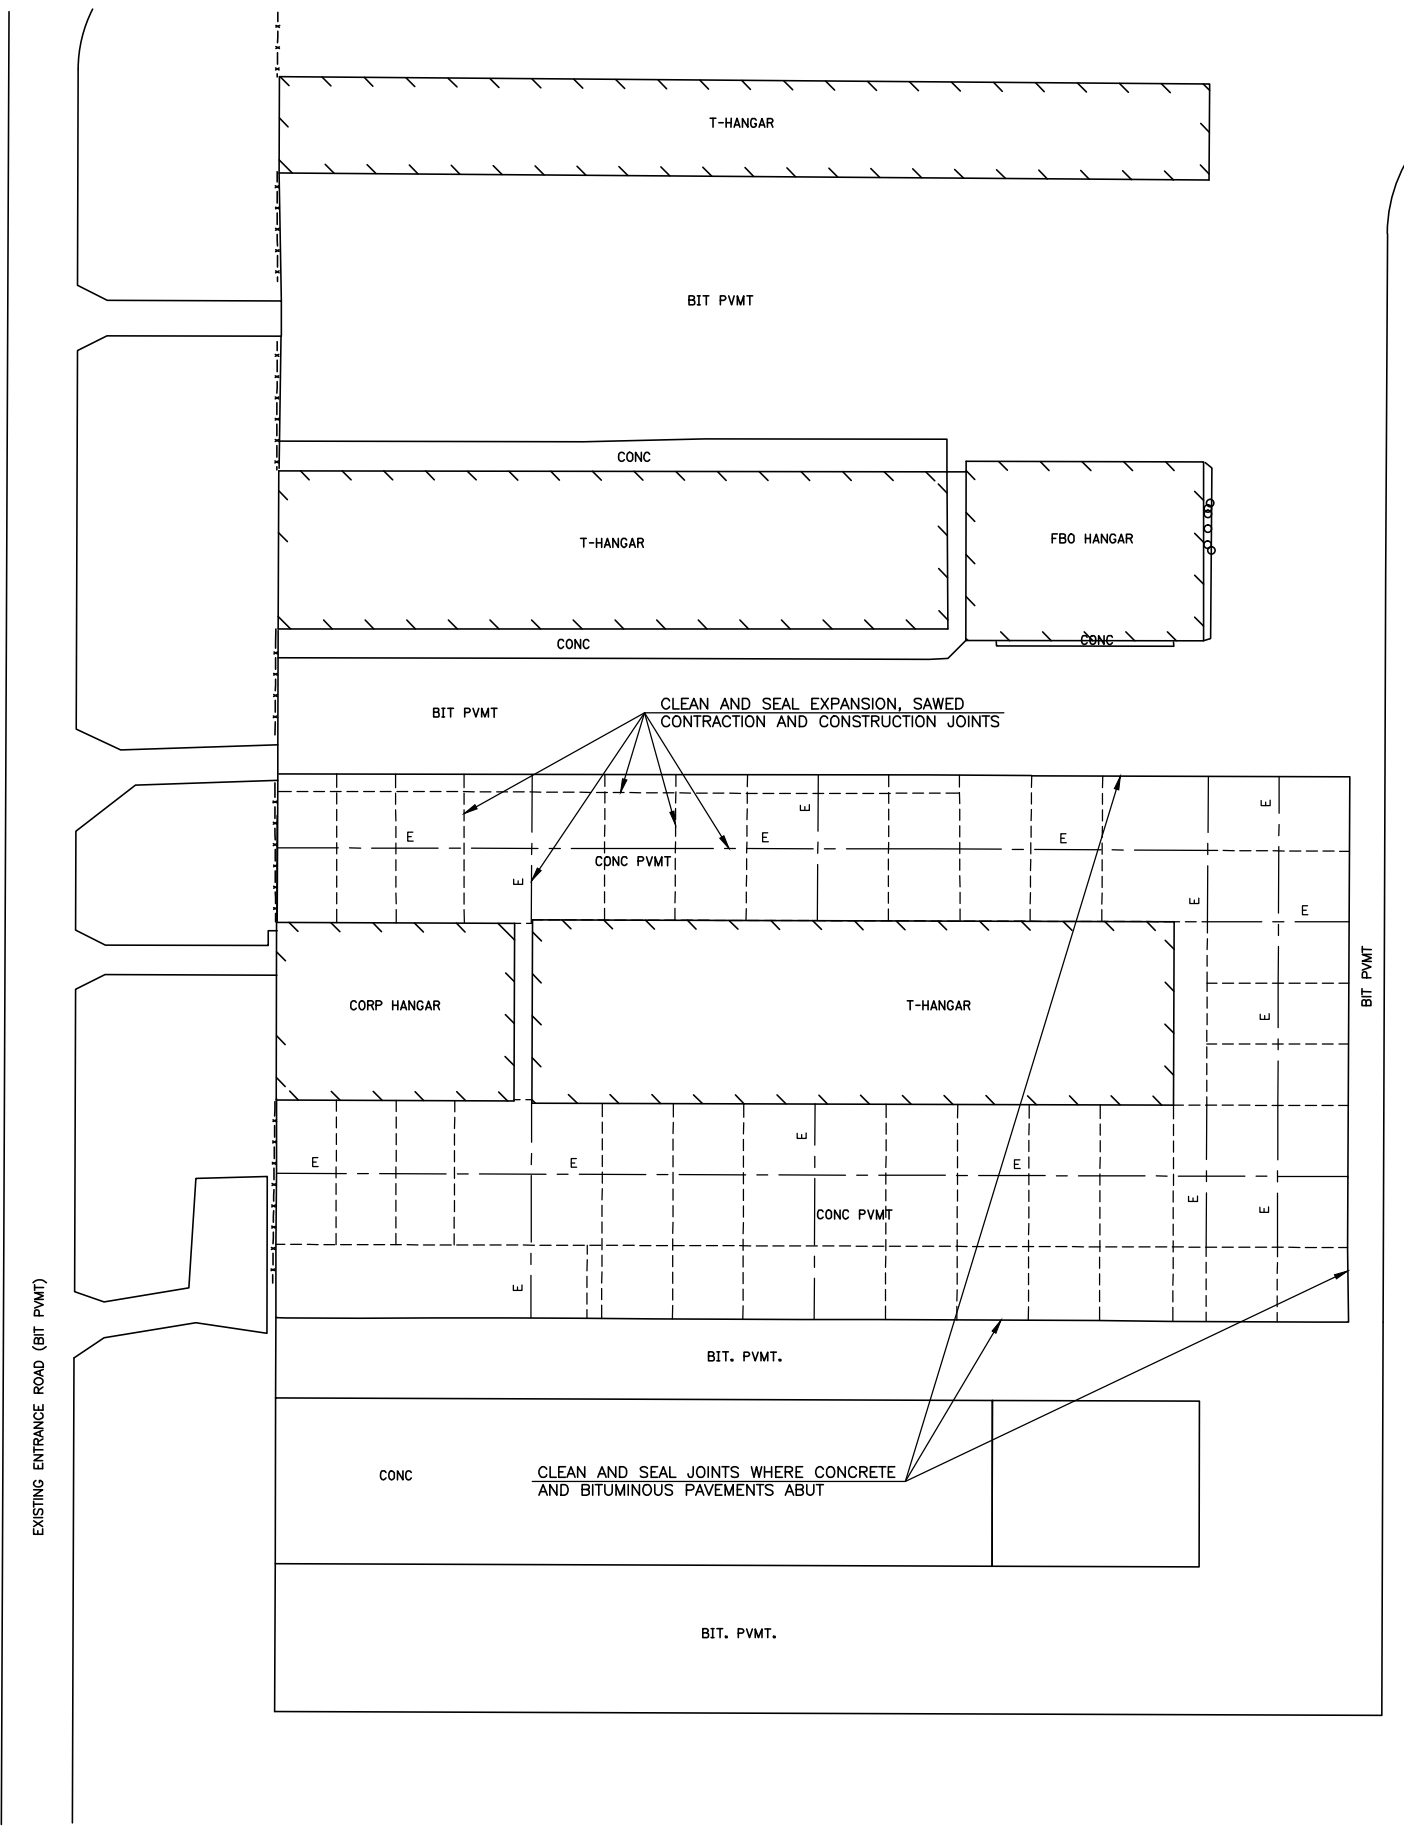 T-HANGAR
BIT PVMT
CONC
T-HANGAR
FBO HANGAR
CONC
CONC
BIT PVMT
CLEAN AND SEAL EXPANSION, SAWED
CONTRACTION AND CONSTRUCTION JOINTS
E
E
E
E
E
CONC PVMT
E
E
E
BIT PVMT
CORP HANGAR
T-HANGAR
E
E
E
E
E
E
E
CONC PVMT
E
EXISTING ENTRANCE ROAD (BIT PVMT)
BIT. PVMT.
CONC
CLEAN AND SEAL JOINTS WHERE CONCRETE
AND BITUMINOUS PAVEMENTS ABUT
BIT. PVMT.